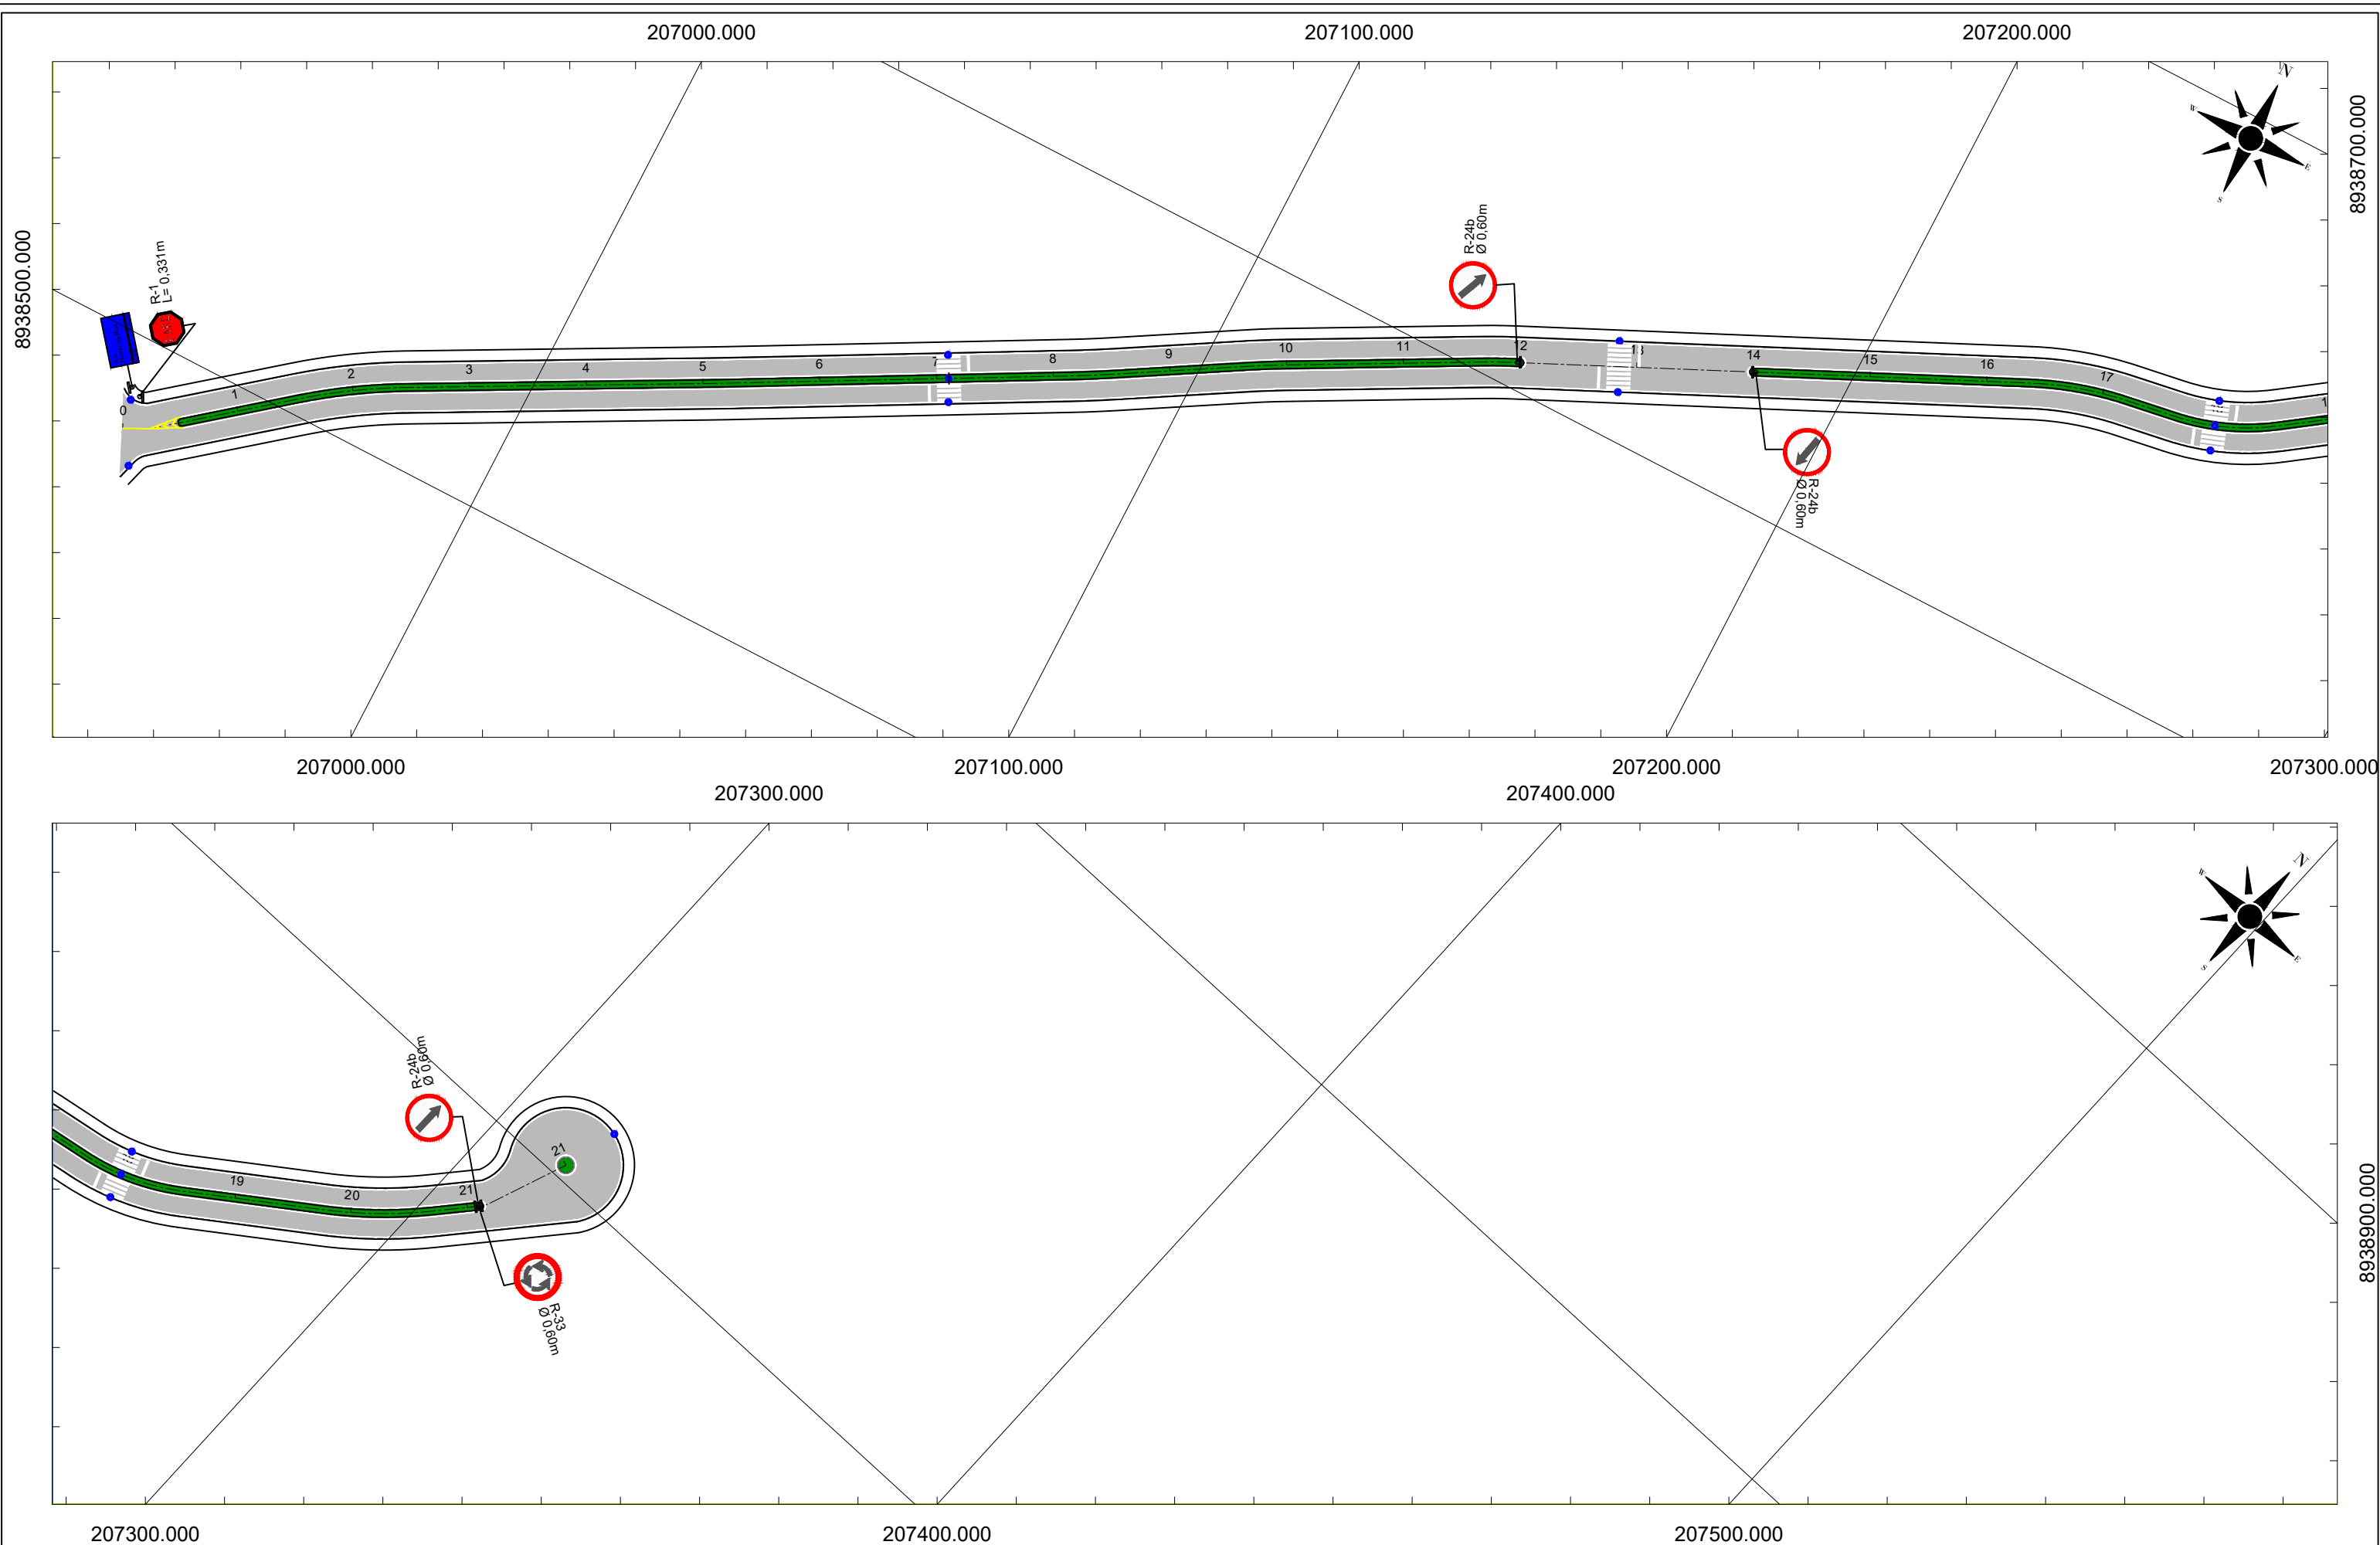 207000.000
207100.000
207200.000
N
W
E
S
8938700.000
8938500.000
R-1
L= 0,331m
R-24b
Ø 0,60m
0
1
2
3
4
5
6
7
8
9
10
11
12
13
14
15
16
17
R-24b
Ø 0,60m
207000.000
207100.000
207200.000
207300.000
207300.000
207400.000
N
W
E
S
R-24b
Ø 0,60m
19
20
21
21
R-33
Ø 0,60m
8938900.000
207300.000
207400.000
207500.000